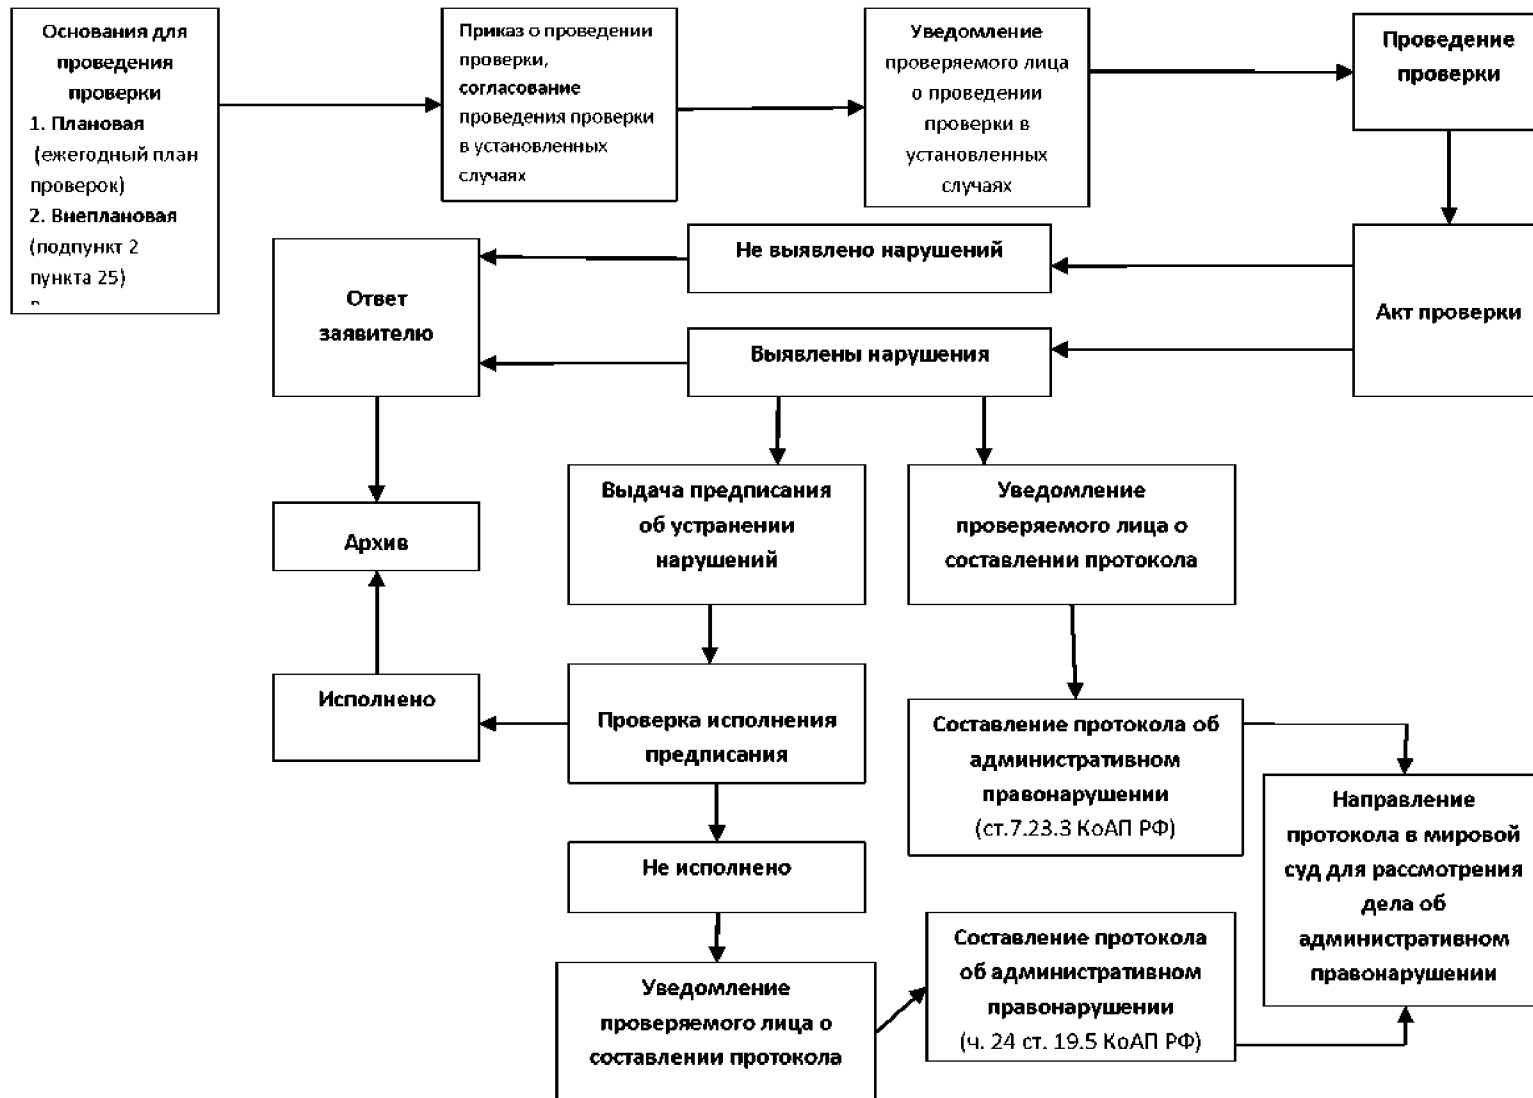 Основания для
проведения
проверки
1. Плановая
(ежегодный план
проверок)
2. Внеплановая
(подпункт 2
пункта 25)
Приказ о проведении
проверки,
согласование
проведения проверки
в установленных
случаях
Уведомление
проверяемого лица
о проведении
проверки в
установленных
случаях
Проведение
проверки
Не выявлено нарушений
Ответ
заявителю
Выявлены нарушения
Акт проверки
Выдача предписания
об устранении
нарушений
Уведомление
проверяемого лица о
составлении протокола
Архив
Исполнено
Проверка исполнения
предписания
Составление протокола об
административном
правонарушении
(ст.7.23.3 КоАП РФ)
Направление
протокола в мировой
суд для рассмотрения
дела об
административном
правонарушении
Не исполнено
Уведомление
проверяемого лица о
составлении протокола
Составление протокола
об административном
правонарушении
(ч. 24 ст. 19.5 КоАП РФ)